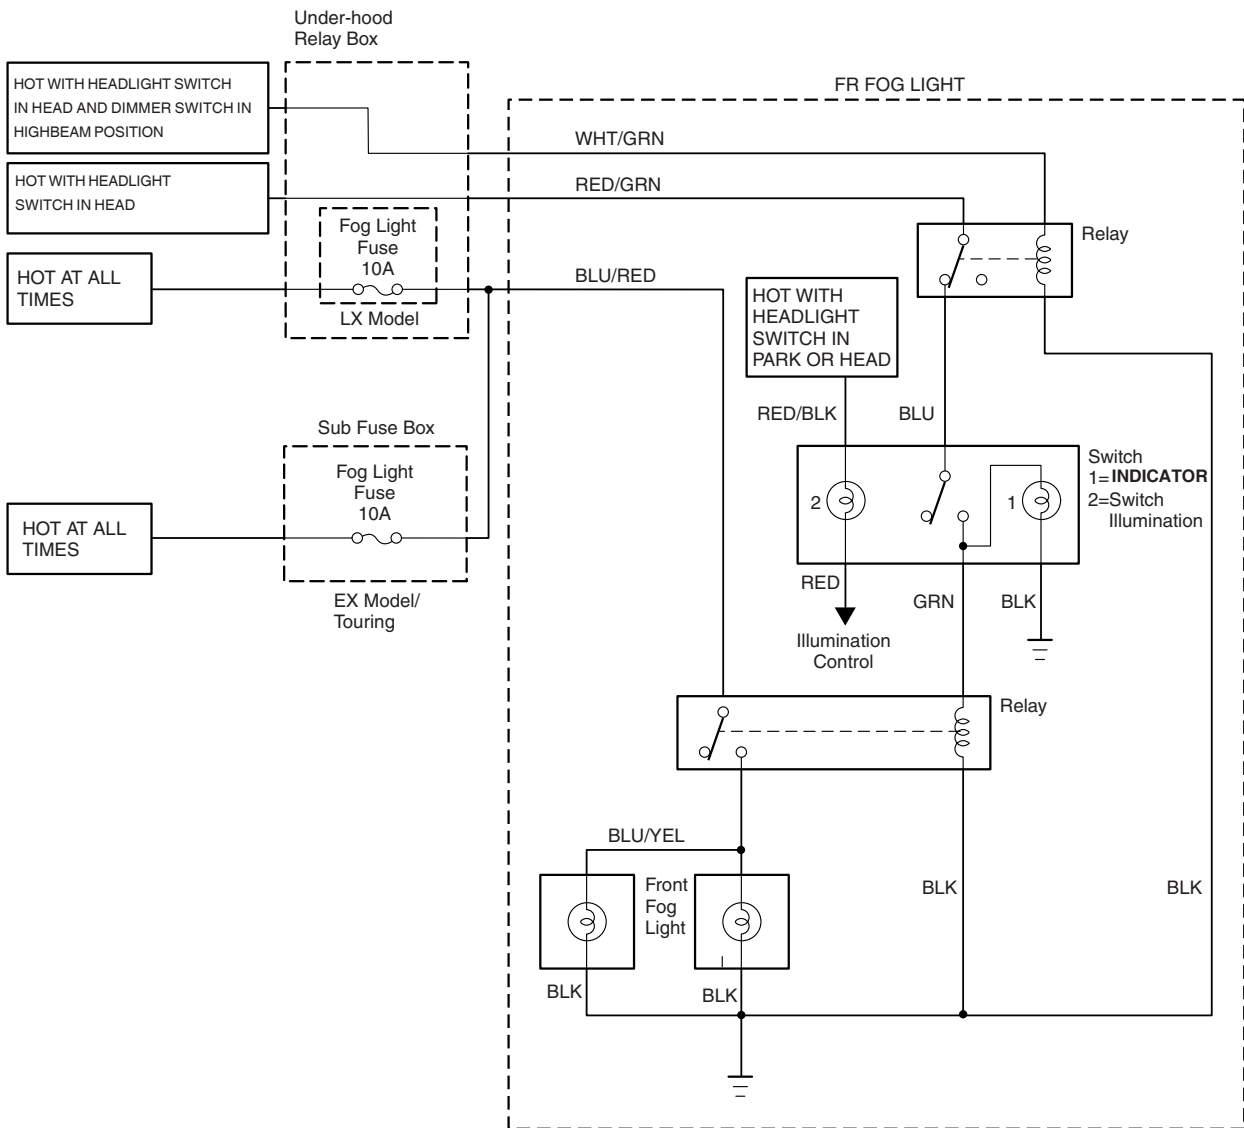 Under-hood
Relay Box
HOT WITH HEADLIGHT SWITCH
IN HEAD AND DIMMER SWITCH IN
HIGHBEAM POSITION
FR FOG LIGHT
WHT/GRN
HOT WITH HEADLIGHT
SWITCH IN HEAD
RED/GRN
Fog Light
Fuse
10A
LX Model
Relay
HOT AT ALL
TIMES
BLU/RED
HOT WITH
HEADLIGHT
SWITCH IN
PARK OR HEAD
RED/BLK
BLU
Sub Fuse Box
Fog Light
Fuse
10A
Switch
1=INDICATOR
2=Switch
Illumination
2
1
HOT AT ALL
TIMES
EX Model/
Touring
RED
GRN
BLK
Illumination
Control
Relay
BLU/YEL
Front
Fog
Light
BLK
BLK
BLK
BLK